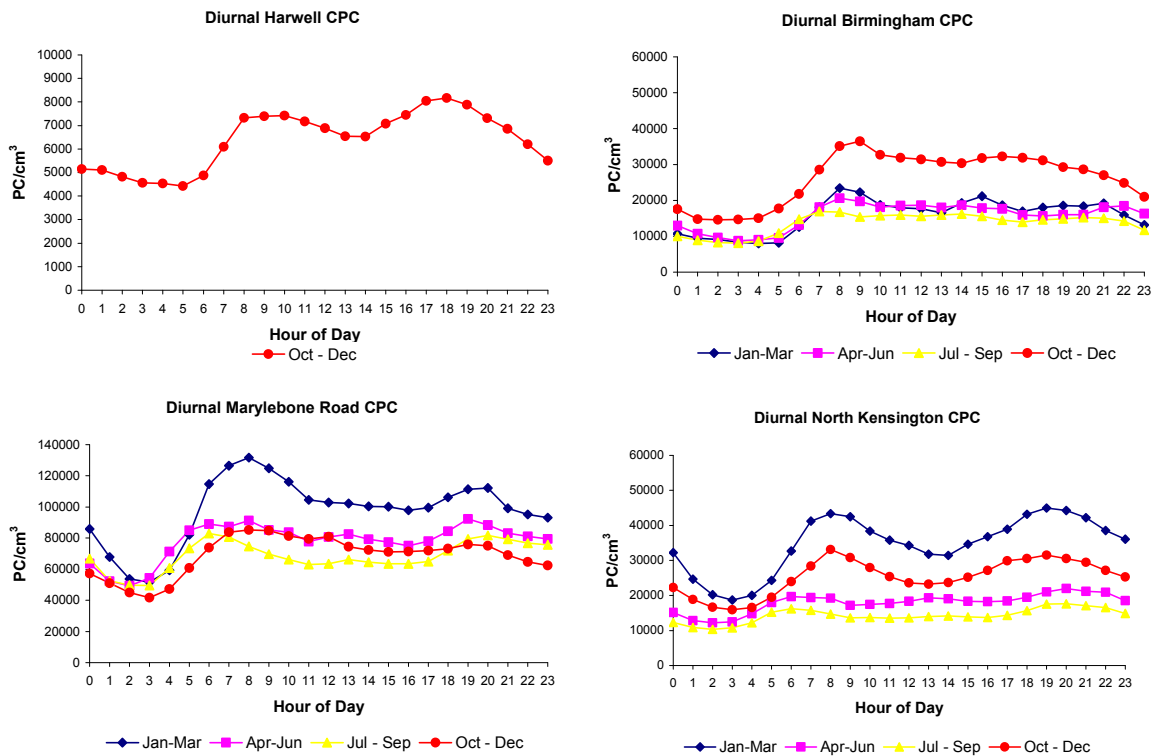 Diurnal Harwell CPC
10000
9000
8000
7000
6000
5000
4000
3000
2000
1000
0
PC/cm³
0 1 2 3 4 5 6 7 8 9 10 11 12 13 14 15 16 17 18 19 20 21 22 23
Hour of Day
Oct - Dec
Diurnal Birmingham CPC
60000
50000
40000
30000
20000
10000
0
PC/cm³
0 1 2 3 4 5 6 7 8 9 10 11 12 13 14 15 16 17 18 19 20 21 22 23
Hour of Day
Jan-Mar Apr-Jun Jul - Sep Oct - Dec
Diurnal Marylebone Road CPC
140000
120000
100000
80000
60000
40000
20000
0
PC/cm³
0 1 2 3 4 5 6 7 8 9 10 11 12 13 14 15 16 17 18 19 20 21 22 23
Hour of Day
Jan-Mar Apr-Jun Jul - Sep Oct - Dec
Diurnal North Kensington CPC
60000
50000
40000
30000
20000
10000
0
PC/cm³
0 1 2 3 4 5 6 7 8 9 10 11 12 13 14 15 16 17 18 19 20 21 22 23
Hour of Day
Jan-Mar Apr-Jun Jul - Sep Oct - Dec